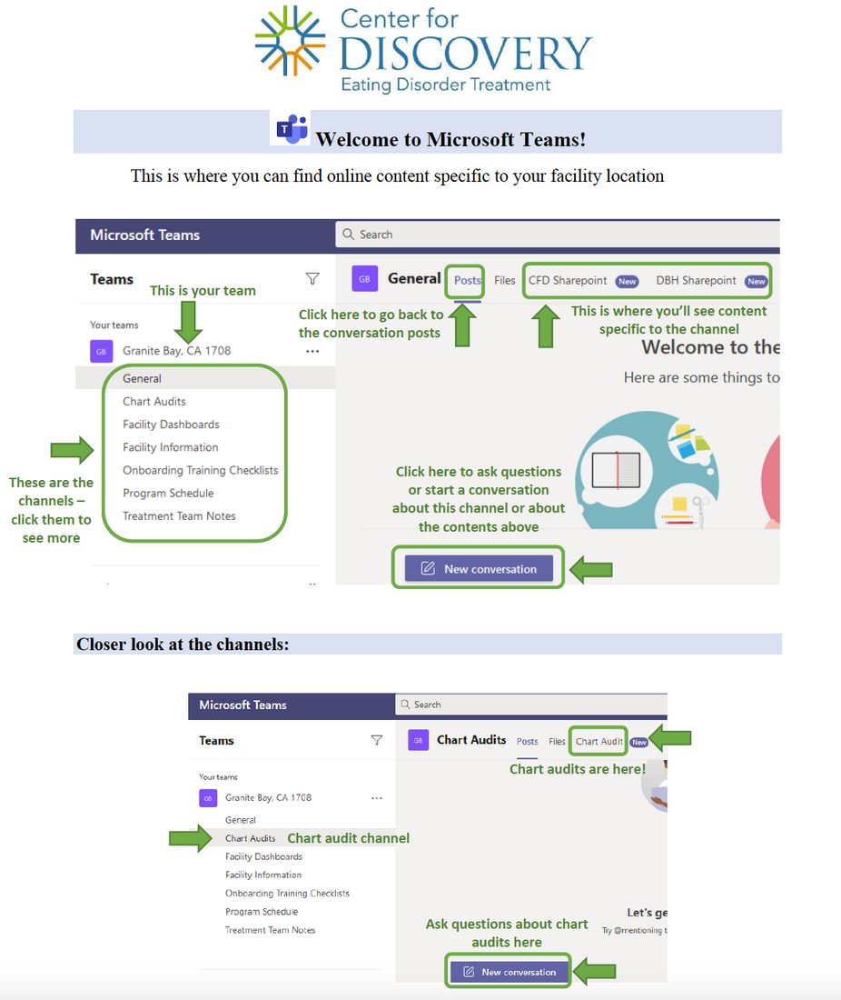 Center for
DISCOVERY
Eating Disorder Treatment
T
Welcome to Microsoft Teams!
This is where you can find online content specific to your facility location
Microsoft Teams
Search
Teams
GB
General
Posts
Files
CFD Sharepoint
New
DBH Sharepoint
New
This is your team
Click here to go back to
the conversation posts
This is where you'll see content
specific to the channel
Your teams
GB
Granite Bay, CA 1708
...
Welcome to the
Here are some things to
General
Chart Audits
Facility Dashboards
Facility Information
Onboarding Training Checklists
Program Schedule
Treatment Team Notes
These are the
channels –
click them to
see more
Click here to ask questions
or start a conversation
about this channel or about
the contents above
New conversation
Closer look at the channels:
Microsoft Teams
Search
Teams
GB
Chart Audits
Posts
Files
Chart Audit
New
Chart audits are here!
Your teams
GB
Granite Bay, CA 1708
...
General
Chart Audits
Chart audit channel
Facility Dashboards
Facility Information
Onboarding Training Checklists
Program Schedule
Treatment Team Notes
Let's ge
Try @mentioning t
Ask questions about chart
audits here
New conversation